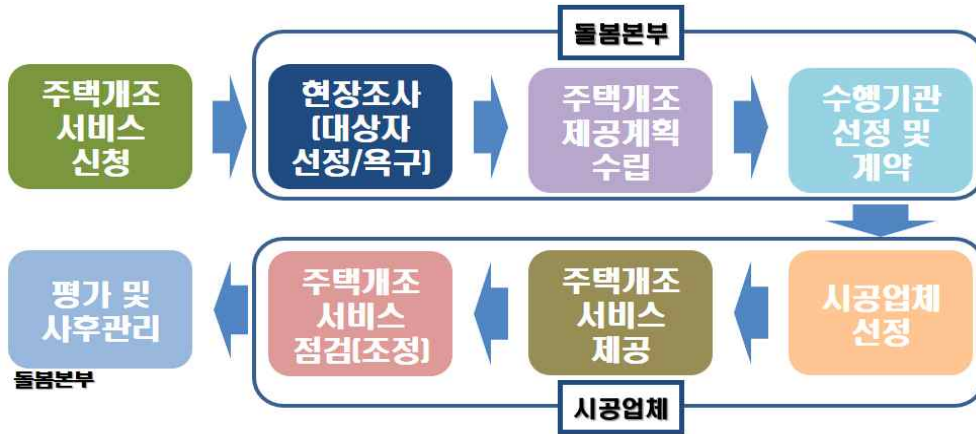 돌봄본부
주택개조
서비스
신청
현장조사
(대상자
선정/욕구)
주택개조
제공계획
수립
수행기관
선정 및
계약
시공업체
선정
주택개조
서비스
제공
주택개조
서비스
점검(조정)
평가 및
사후관리
돌봄본부
시공업체